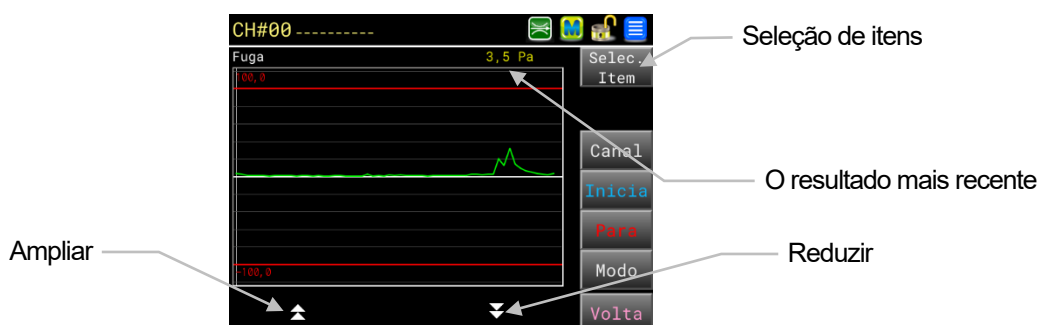 CH#00 ----------
M
Seleção de itens
Fuga 3,5 Pa
Selec.
Item
100,0
Canal
O resultado mais recente
Inicia
Para
Ampliar
Reduzir
-100,0
Modo
Volta